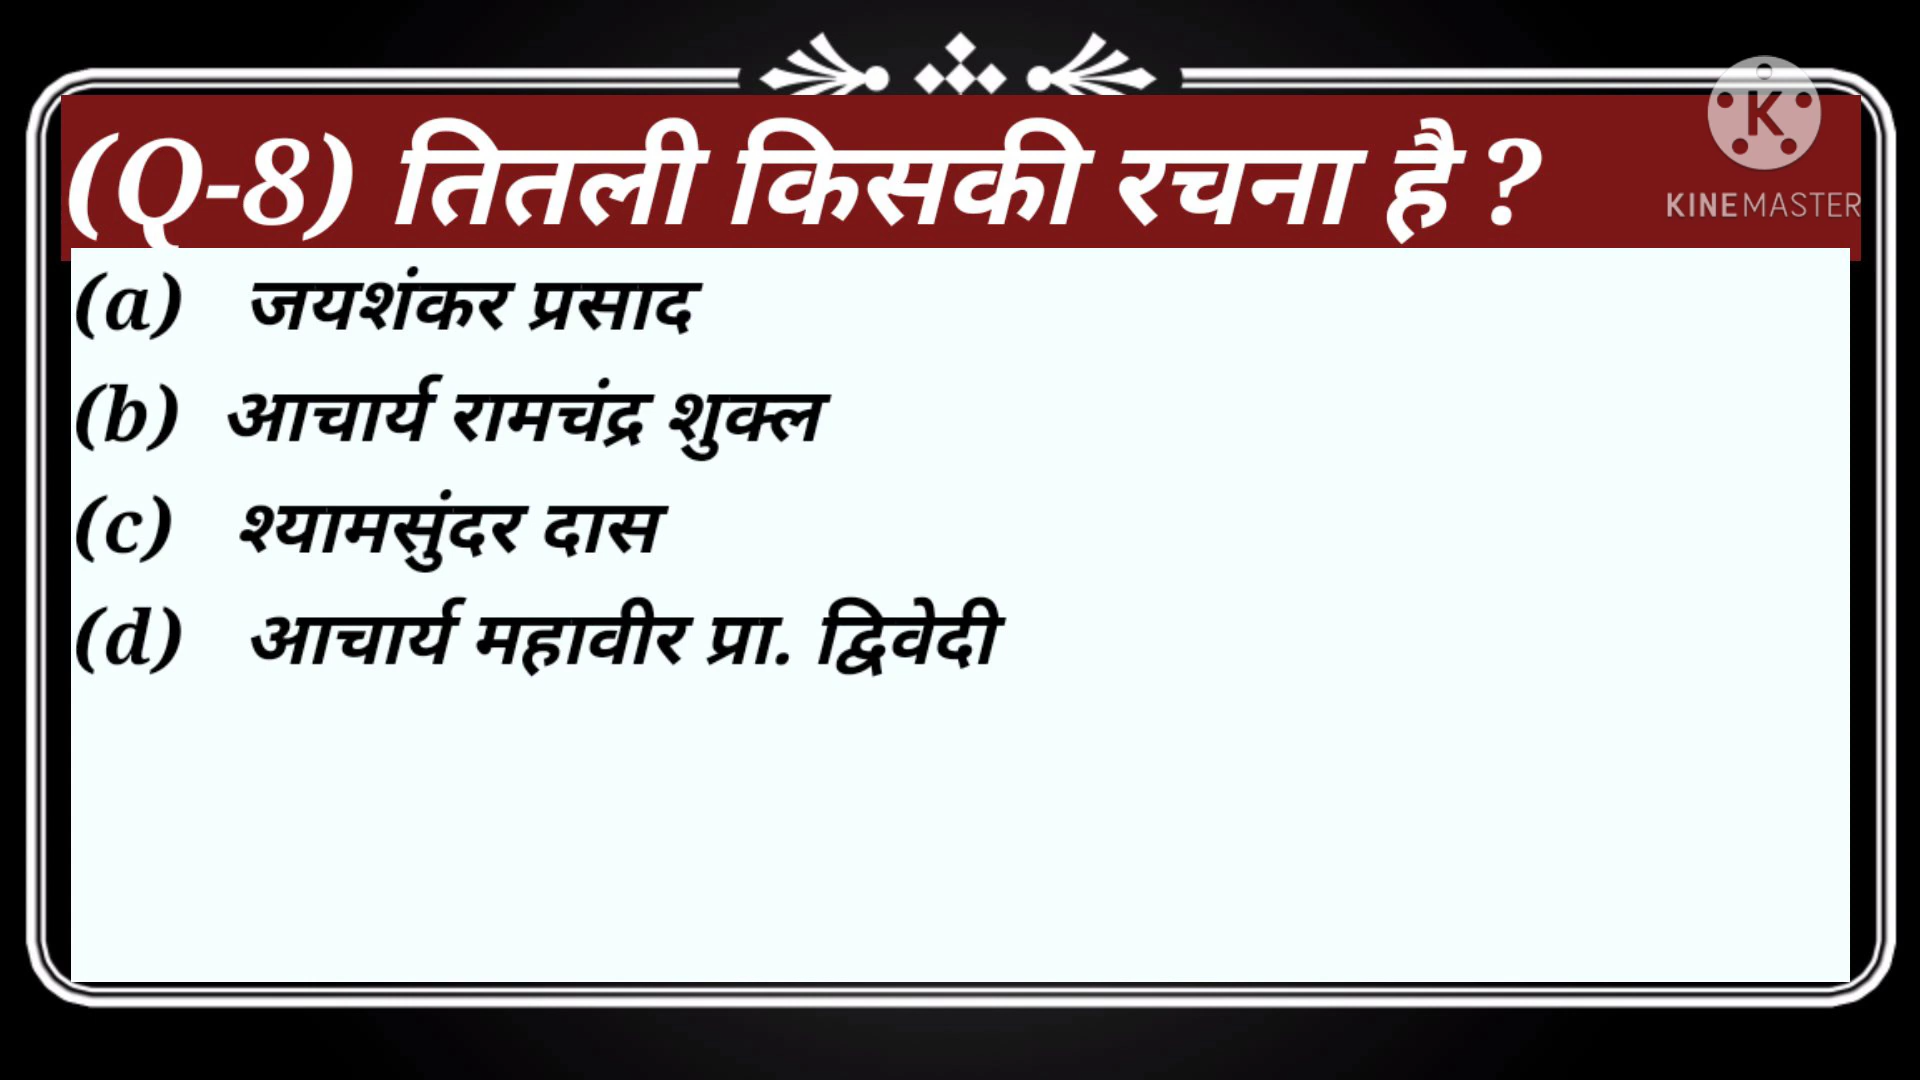 (Q-8) तितली किसकी रचना है ?
KINEMASTER
(a) जयशंकर प्रसाद
(b) आचार्य रामचंद्र शुक्ल
(c) श्यामसुंदर दास
(d) आचार्य महावीर प्रा. द्विवेदी